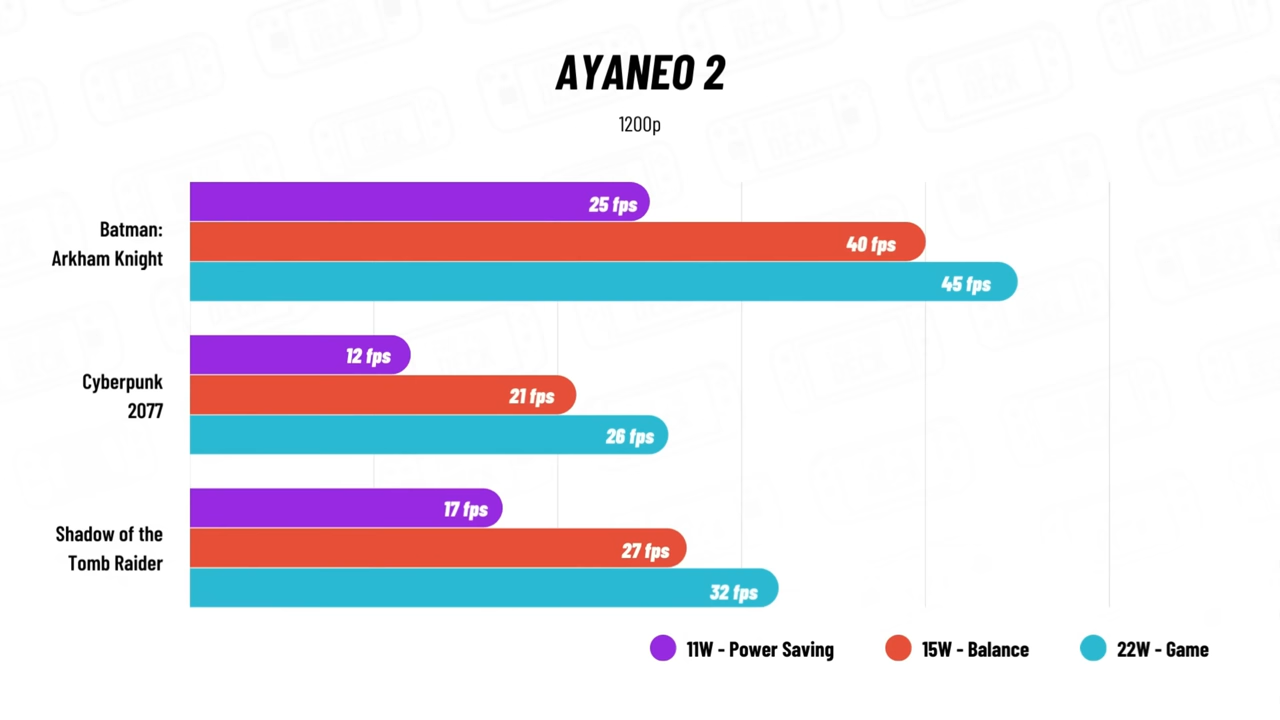 AYANEO 2
1200p
Batman:
Arkham Knight
25 fps
40 fps
45 fps
Cyberpunk
2077
12 fps
21 fps
26 fps
Shadow of the
Tomb Raider
17 fps
27 fps
32 fps
11W - Power Saving
15W - Balance
22W - Game